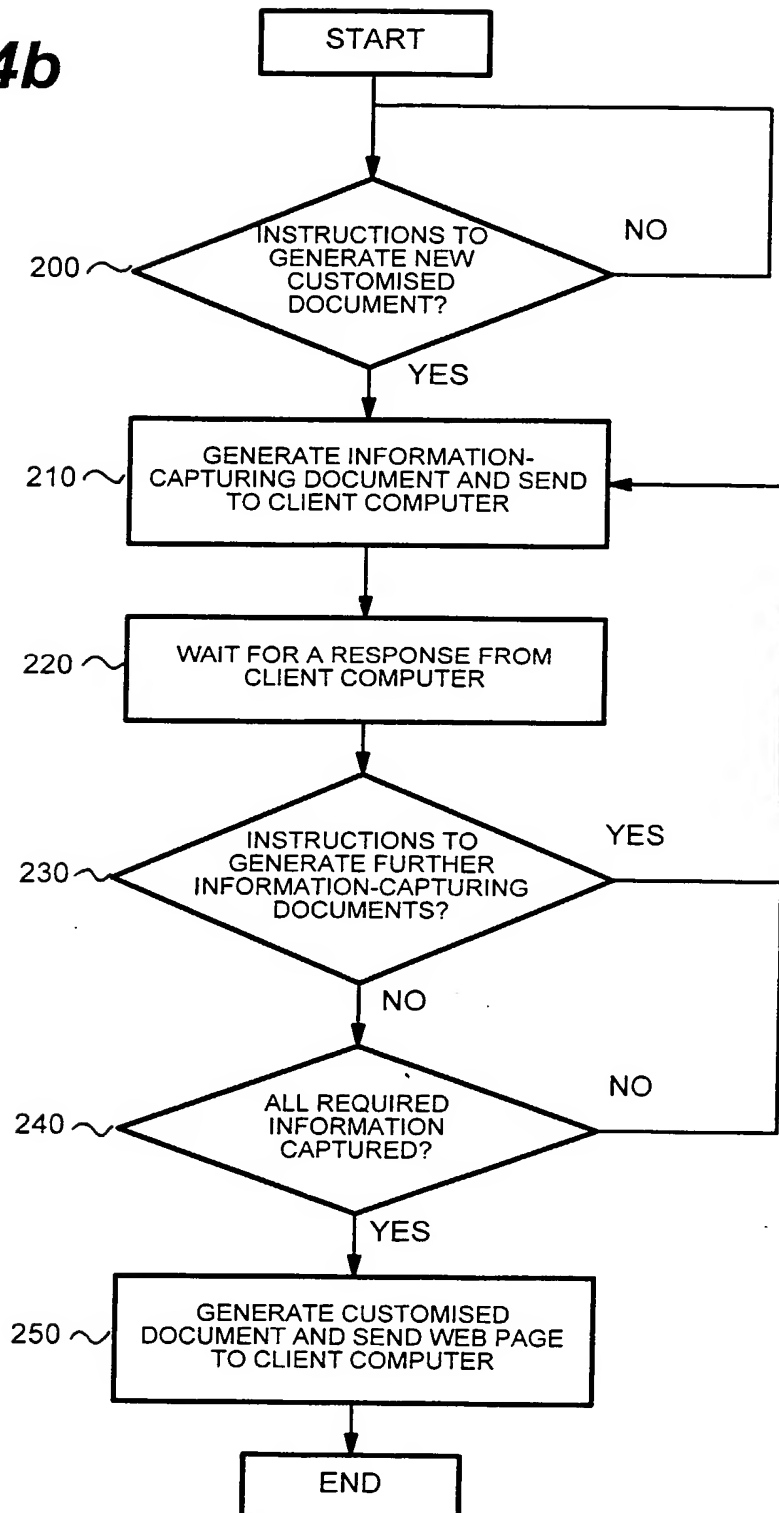 4b
START
INSTRUCTIONS TO
GENERATE NEW
CUSTOMISED
DOCUMENT?
NO
200
YES
GENERATE INFORMATION-
CAPTURING DOCUMENT AND SEND
TO CLIENT COMPUTER
210
WAIT FOR A RESPONSE FROM
CLIENT COMPUTER
220
INSTRUCTIONS TO
GENERATE FURTHER
INFORMATION-CAPTURING
DOCUMENTS?
YES
230
NO
ALL REQUIRED
INFORMATION
CAPTURED?
NO
240
YES
GENERATE CUSTOMISED
DOCUMENT AND SEND WEB PAGE
TO CLIENT COMPUTER
250
END